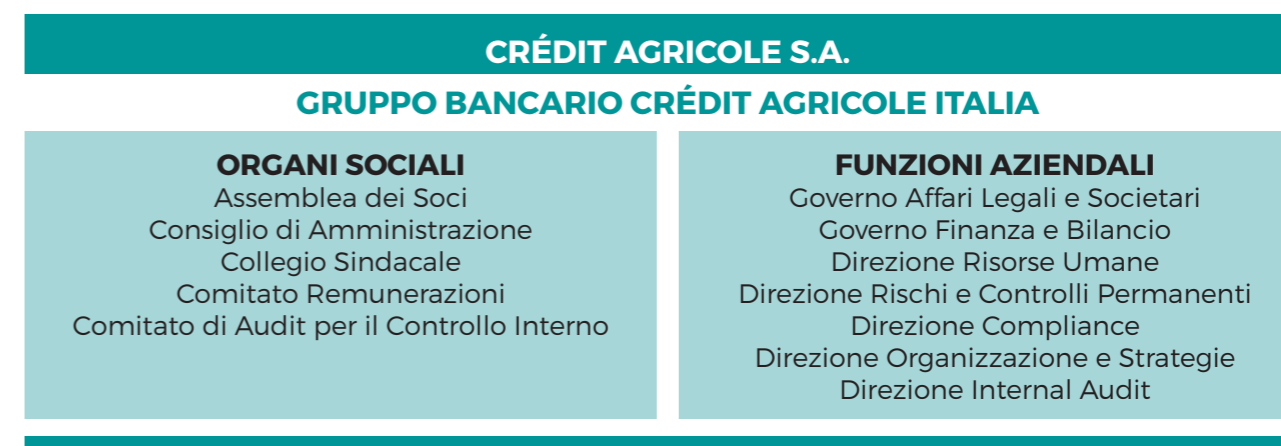 CRÉDIT AGRICOLE S.A.
GRUPPO BANCARIO CRÉDIT AGRICOLE ITALIA
ORGANI SOCIALI
Assemblea dei Soci
Consiglio di Amministrazione
Collegio Sindacale
Comitato Remunerazioni
Comitato di Audit per il Controllo Interno
FUNZIONI AZIENDALI
Governo Affari Legali e Societari
Governo Finanza e Bilancio
Direzione Risorse Umane
Direzione Rischi e Controlli Permanenti
Direzione Compliance
Direzione Organizzazione e Strategie
Direzione Internal Audit